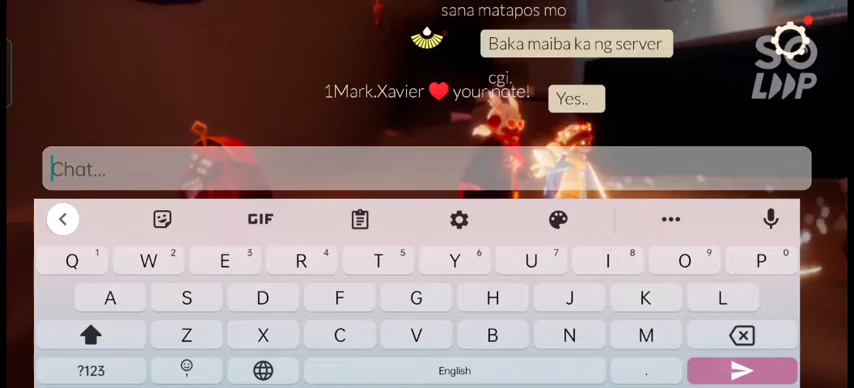 sana matapos mo
Baka maiba ka ng server
cgi.
1Mark.Xavier ❤️ your note!
Yes..
SO
LOOP
Chat...
GIF
Q 1 W 2 E 3 R 4 T 5 Y 6 U 7 I 8 O 9 P 0
A S D F G H J K L
Z X C V B N M
?123 , English .